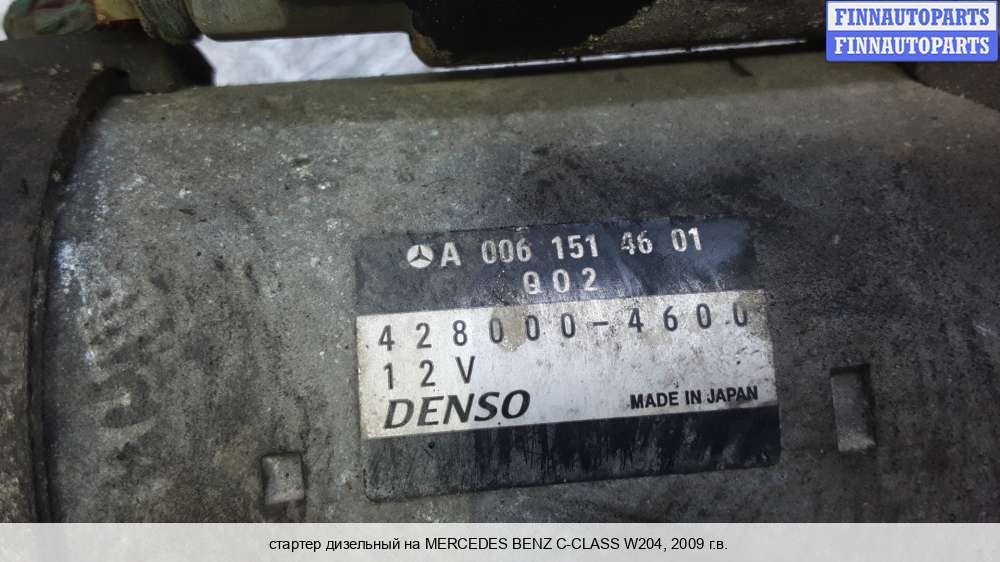 FINNAUTOPARTS
FINNAUTOPARTS
A 006 151 46 01
Q02
428000-4600
12V
DENSO MADE IN JAPAN
стартер дизельный на MERCEDES BENZ C-CLASS W204, 2009 г.в.